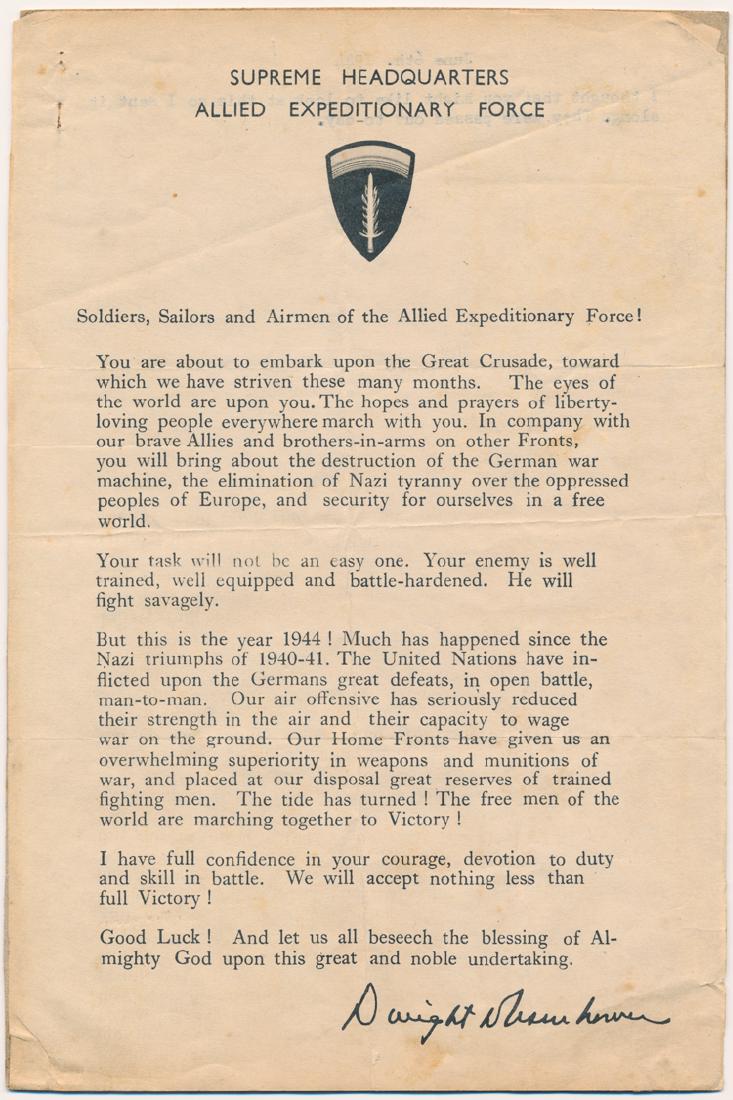 SUPREME HEADQUARTERS
ALLIED EXPEDITIONARY FORCE
Soldiers, Sailors and Airmen of the Allied Expeditionary Force!
You are about to embark upon the Great Crusade, toward
which we have striven these many months. The eyes of
the world are upon you. The hopes and prayers of liberty-
loving people everywhere march with you. In company with
our brave Allies and brothers-in-arms on other Fronts,
you will bring about the destruction of the German war
machine, the elimination of Nazi tyranny over the oppressed
peoples of Europe, and security for ourselves in a free
world.
Your task will not be an easy one. Your enemy is well
trained, well equipped and battle-hardened. He will
fight savagely.
But this is the year 1944 ! Much has happened since the
Nazi triumphs of 1940-41. The United Nations have in-
flicted upon the Germans great defeats, in open battle,
man-to-man. Our air offensive has seriously reduced
their strength in the air and their capacity to wage
war on the ground. Our Home Fronts have given us an
overwhelming superiority in weapons and munitions of
war, and placed at our disposal great reserves of trained
fighting men. The tide has turned ! The free men of the
world are marching together to Victory !
I have full confidence in your courage, devotion to duty
and skill in battle. We will accept nothing less than
full Victory !
Good Luck ! And let us all beseech the blessing of Al-
mighty God upon this great and noble undertaking.
Dwight D Eisenhower